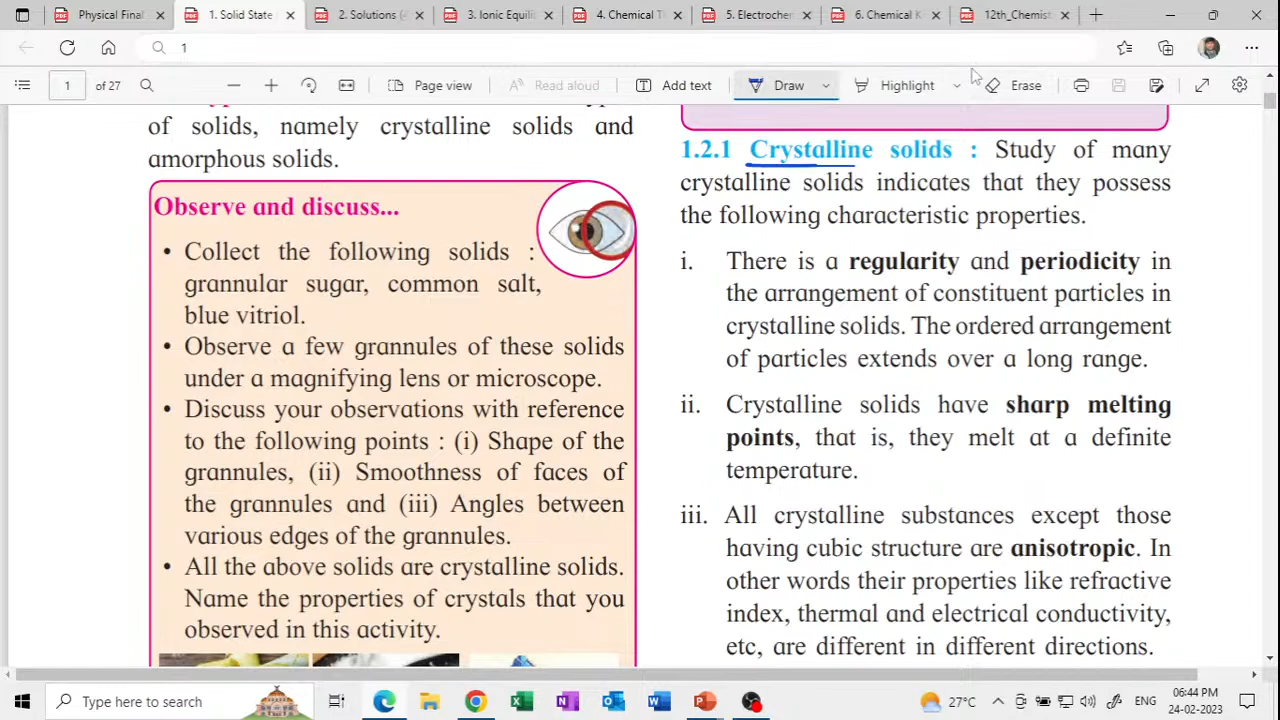 Physical Final
1. Solid State
2. Solutions (4
3. Ionic Equilib
4. Chemical T
5. Electrochem
6. Chemical K
12th_Chemist
1
1 of 27
Page view
Read aloud
Add text
Draw
Highlight
Erase
of solids, namely crystalline solids and
amorphous solids.
Observe and discuss...
• Collect the following solids :
grannular sugar, common salt,
blue vitriol.
• Observe a few grannules of these solids
under a magnifying lens or microscope.
• Discuss your observations with reference
to the following points : (i) Shape of the
grannules, (ii) Smoothness of faces of
the grannules and (iii) Angles between
various edges of the grannules.
• All the above solids are crystalline solids.
Name the properties of crystals that you
observed in this activity.
1.2.1 Crystalline solids : Study of many
crystalline solids indicates that they possess
the following characteristic properties.
i. There is a regularity and periodicity in
the arrangement of constituent particles in
crystalline solids. The ordered arrangement
of particles extends over a long range.
ii. Crystalline solids have sharp melting
points, that is, they melt at a definite
temperature.
iii. All crystalline substances except those
having cubic structure are anisotropic. In
other words their properties like refractive
index, thermal and electrical conductivity,
etc, are different in different directions.
Type here to search
27°C
ENG
06:44 PM
24-02-2023